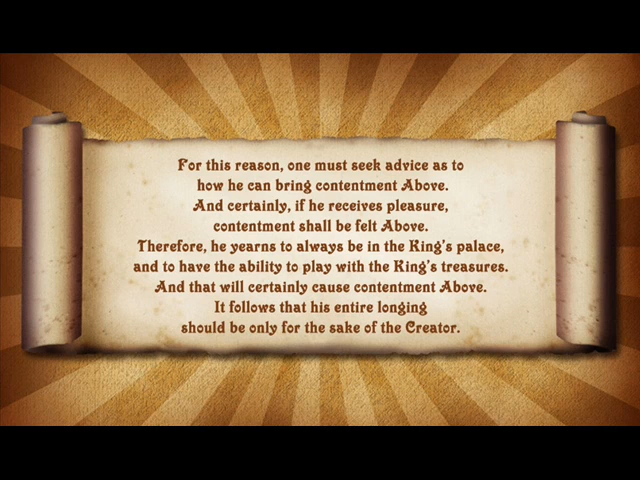 For this reason, one must seek advice as to
how he can bring contentment Above.
And certainly, if he receives pleasure,
contentment shall be felt Above.
Therefore, he yearns to always be in the King's palace,
and to have the ability to play with the King's treasures.
And that will certainly cause contentment Above.
It follows that his entire longing
should be only for the sake of the Creator.